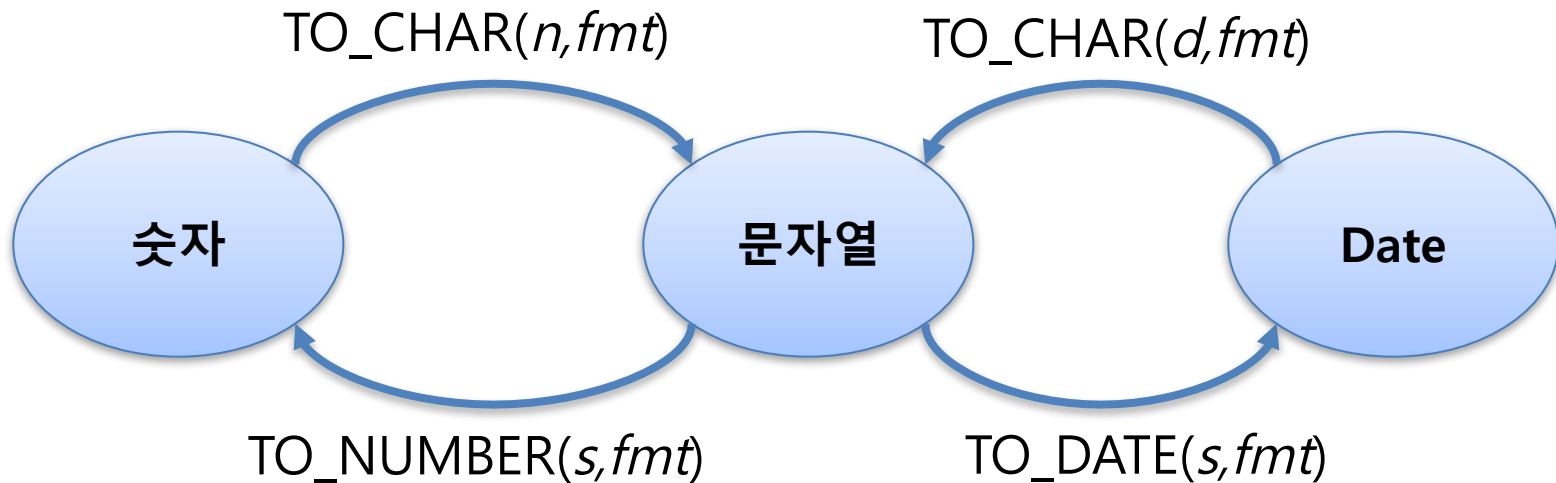 TO_CHAR(n,fmt)
TO_CHAR(d,fmt)
숫자
문자열
Date
TO_NUMBER(s,fmt)
TO_DATE(s,fmt)